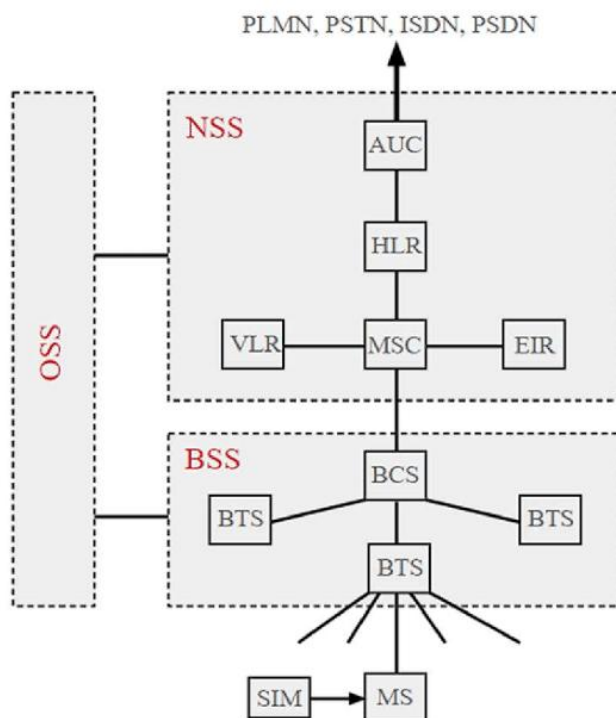 PLMN, PSTN, ISDN, PSDN
NSS
AUC
HLR
VLR
MSC
EIR
OSS
BSS
BCS
BTS
BTS
BTS
SIM
MS